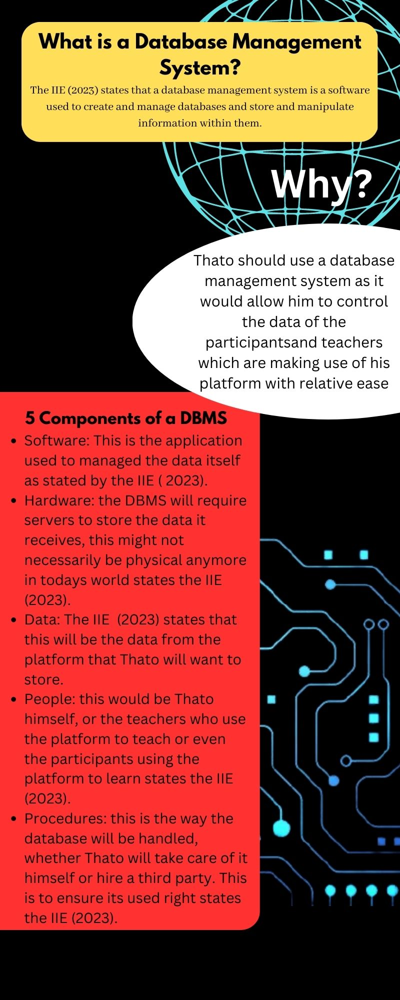 What is a Database Management
System?
The IIE (2023) states that a database management system is a software
used to create and manage databases and store and manipulate
information within them.
Why?
Thato should use a database
management system as it
would allow him to control
the data of the
participantsand teachers
which are making use of his
platform with relative ease
5 Components of a DBMS
• Software: This is the application
used to managed the data itself
as stated by the IIE ( 2023).
• Hardware: the DBMS will require
servers to store the data it
receives, this might not
necessarily be physical anymore
in todays world states the IIE
(2023).
• Data: The IIE  (2023) states that
this will be the data from the
platform that Thato will want to
store.
• People: this would be Thato
himself, or the teachers who use
the platform to teach or even
the participants using the
platform to learn states the IIE
(2023).
• Procedures: this is the way the
database will be handled,
whether Thato will take care of it
himself or hire a third party. This
is to ensure its used right states
the IIE (2023).